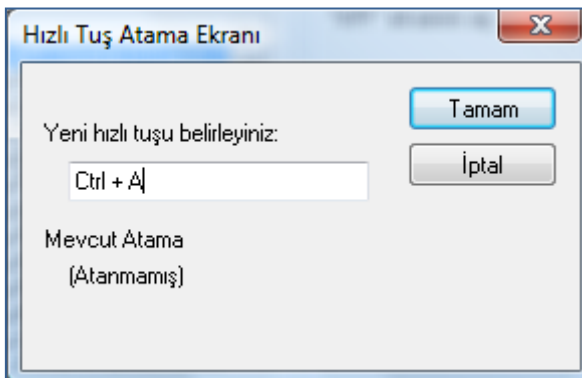 Hızlı Tuş Atama Ekranı
Tamam
Yeni hızlı tuşu belirleyiniz:
İptal
Ctrl + A
Mevcut Atama
(Atanmamış)